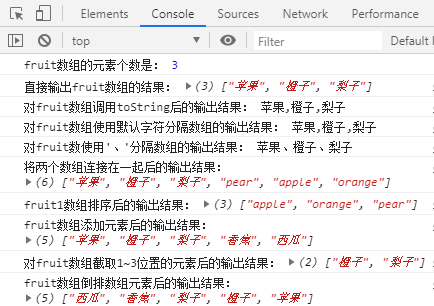 Elements Console Sources Network Performance
top Filter Default l
fruit数组的元素个数是： 3
直接输出fruit数组的结果： (3) ["苹果", "橙子", "梨子"]
对fruit数组调用toString后的输出结果： 苹果,橙子,梨子
对fruit数组使用默认字符分隔数组的输出结果： 苹果,橙子,梨子
对fruit数使用'、'分隔数组的输出结果： 苹果、橙子、梨子
将两个数组连接在一起后的输出结果：
(6) ["苹果", "橙子", "梨子", "pear", "apple", "orange"]
fruit1数组排序后的输出结果： (3) ["apple", "orange", "pear"]
fruit数组添加元素后的输出结果：
(5) ["苹果", "橙子", "梨子", "香蕉", "西瓜"]
对fruit数组截取1~3位置的元素后的输出结果： (2) ["橙子", "梨子"]
fruit数组倒排数组元素后的输出结果：
(5) ["西瓜", "香蕉", "梨子", "橙子", "苹果"]